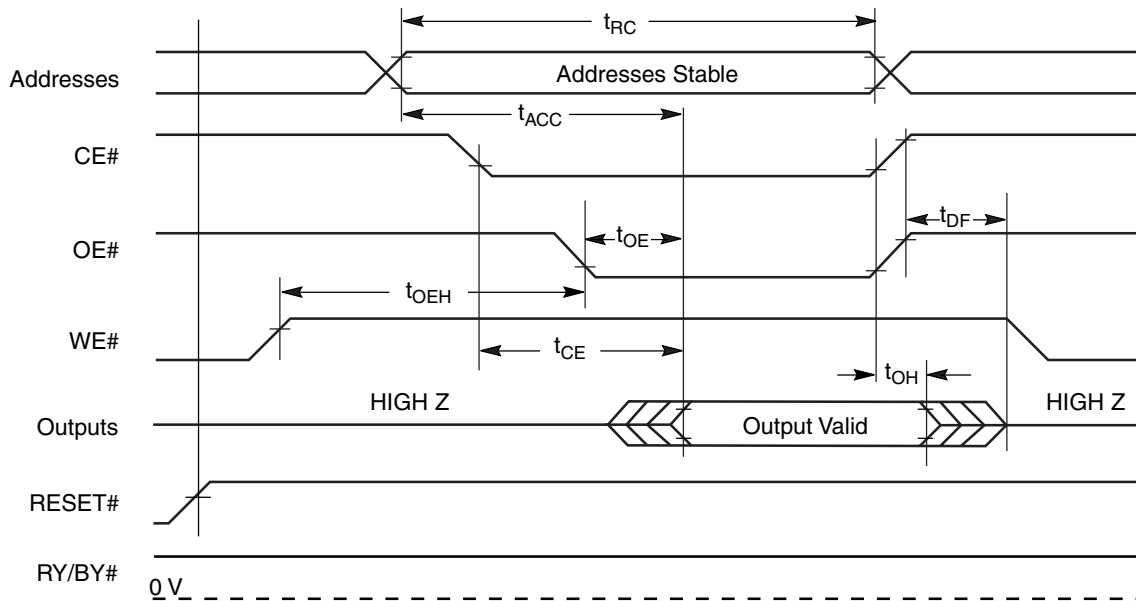 tRC
Addresses
Addresses Stable
tACC
CE#
tDF
OE#
tOE
tOEH
WE#
tCE
tOH
HIGH Z
HIGH Z
Outputs
Output Valid
RESET#
RY/BY#
0 V